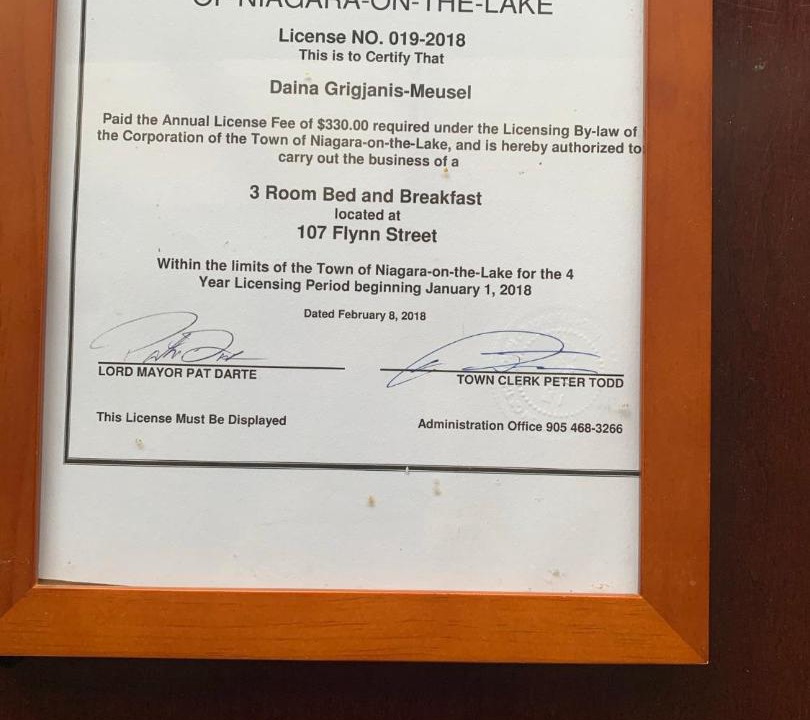 OF NIAGARA-ON-THE-LAKE
License NO. 019-2018
This is to Certify That
Daina Grigjanis-Meusel
Paid the Annual License Fee of $330.00 required under the Licensing By-law of
the Corporation of the Town of Niagara-on-the-Lake, and is hereby authorized to
carry out the business of a
3 Room Bed and Breakfast
located at
107 Flynn Street
Within the limits of the Town of Niagara-on-the-Lake for the 4
Year Licensing Period beginning January 1, 2018
Dated February 8, 2018
LORD MAYOR PAT DARTE
TOWN CLERK PETER TODD
This License Must Be Displayed
Administration Office 905 468-3266